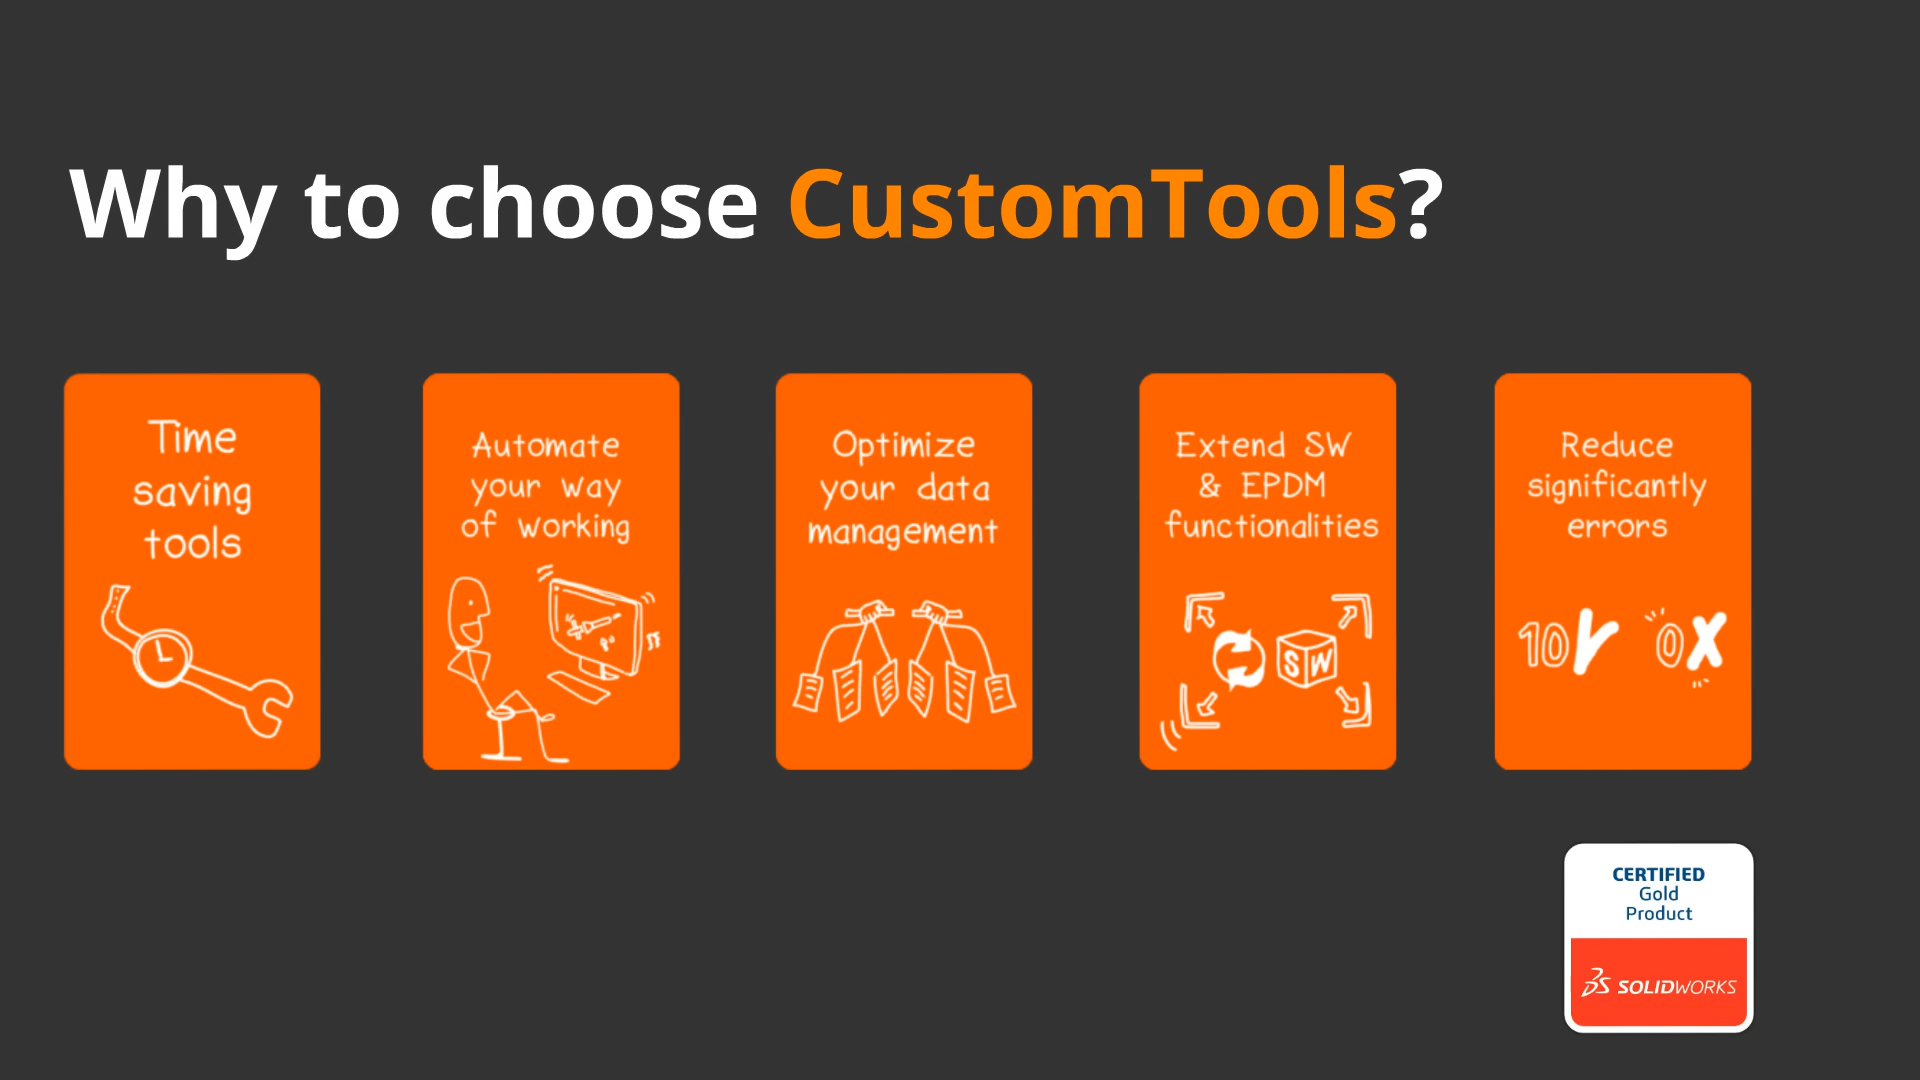 Why to choose CustomTools?
Time
saving
tools
Automate
your way
of working
Optimize
your data
management
Extend SW
& EPDM
functionalities
SW
Reduce
significantly
errors
10 0X
CERTIFIED
Gold
Product
SOLIDWORKS